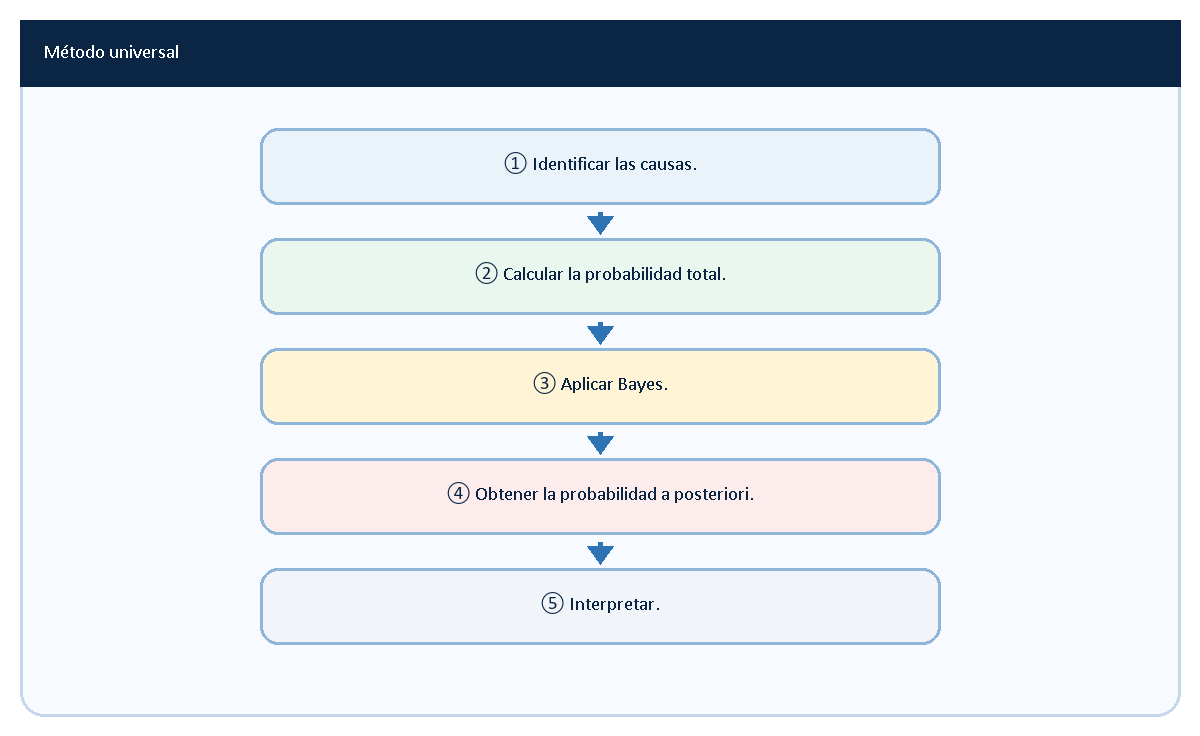 Método universal
① Identificar las causas.
② Calcular la probabilidad total.
③ Aplicar Bayes.
④ Obtener la probabilidad a posteriori.
⑤ Interpretar.